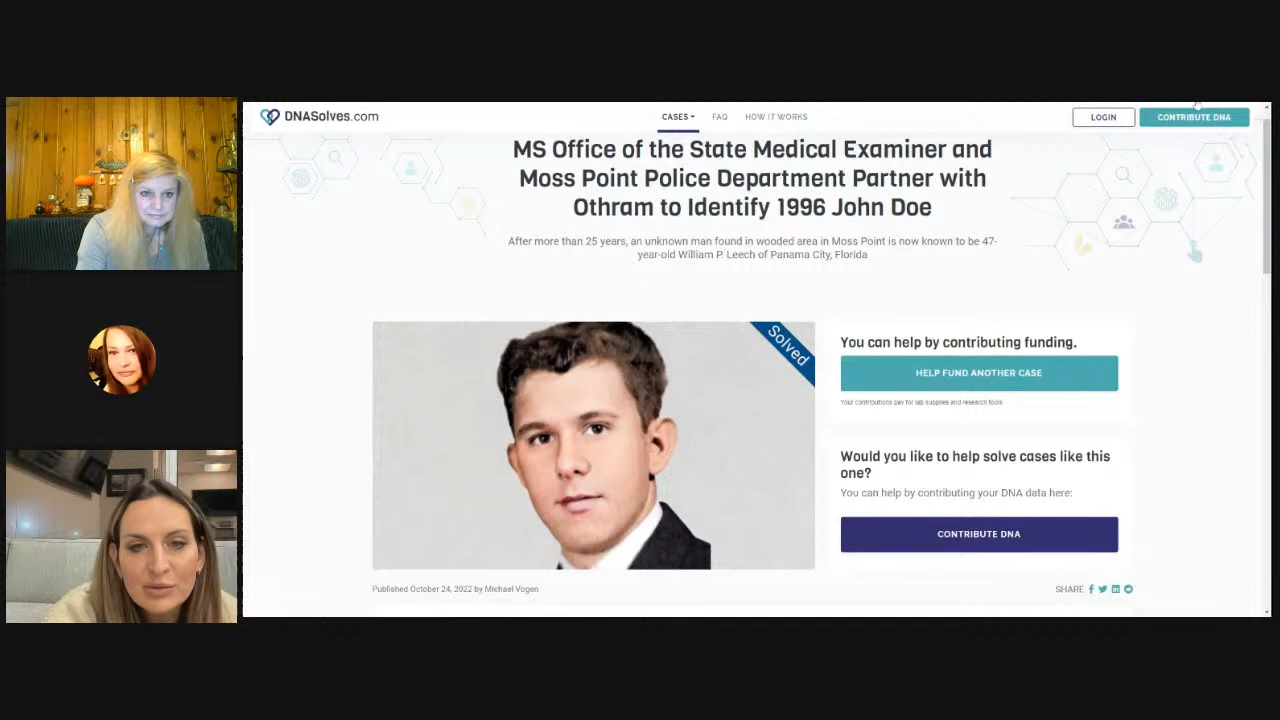 DNASolves.com
CASES
FAQ
HOW IT WORKS
LOGIN
CONTRIBUTE DNA
MS Office of the State Medical Examiner and
Moss Point Police Department Partner with
Othram to Identify 1996 John Doe
After more than 25 years, an unknown man found in wooded area in Moss Point is now known to be 47-
year-old William P. Leech of Panama City, Florida
Solved
You can help by contributing funding.
HELP FUND ANOTHER CASE
Your contributions pay for lab supplies and research tools.
Would you like to help solve cases like this
one?
You can help by contributing your DNA data here:
CONTRIBUTE DNA
Published October 24, 2022 by Michael Vogen
SHARE